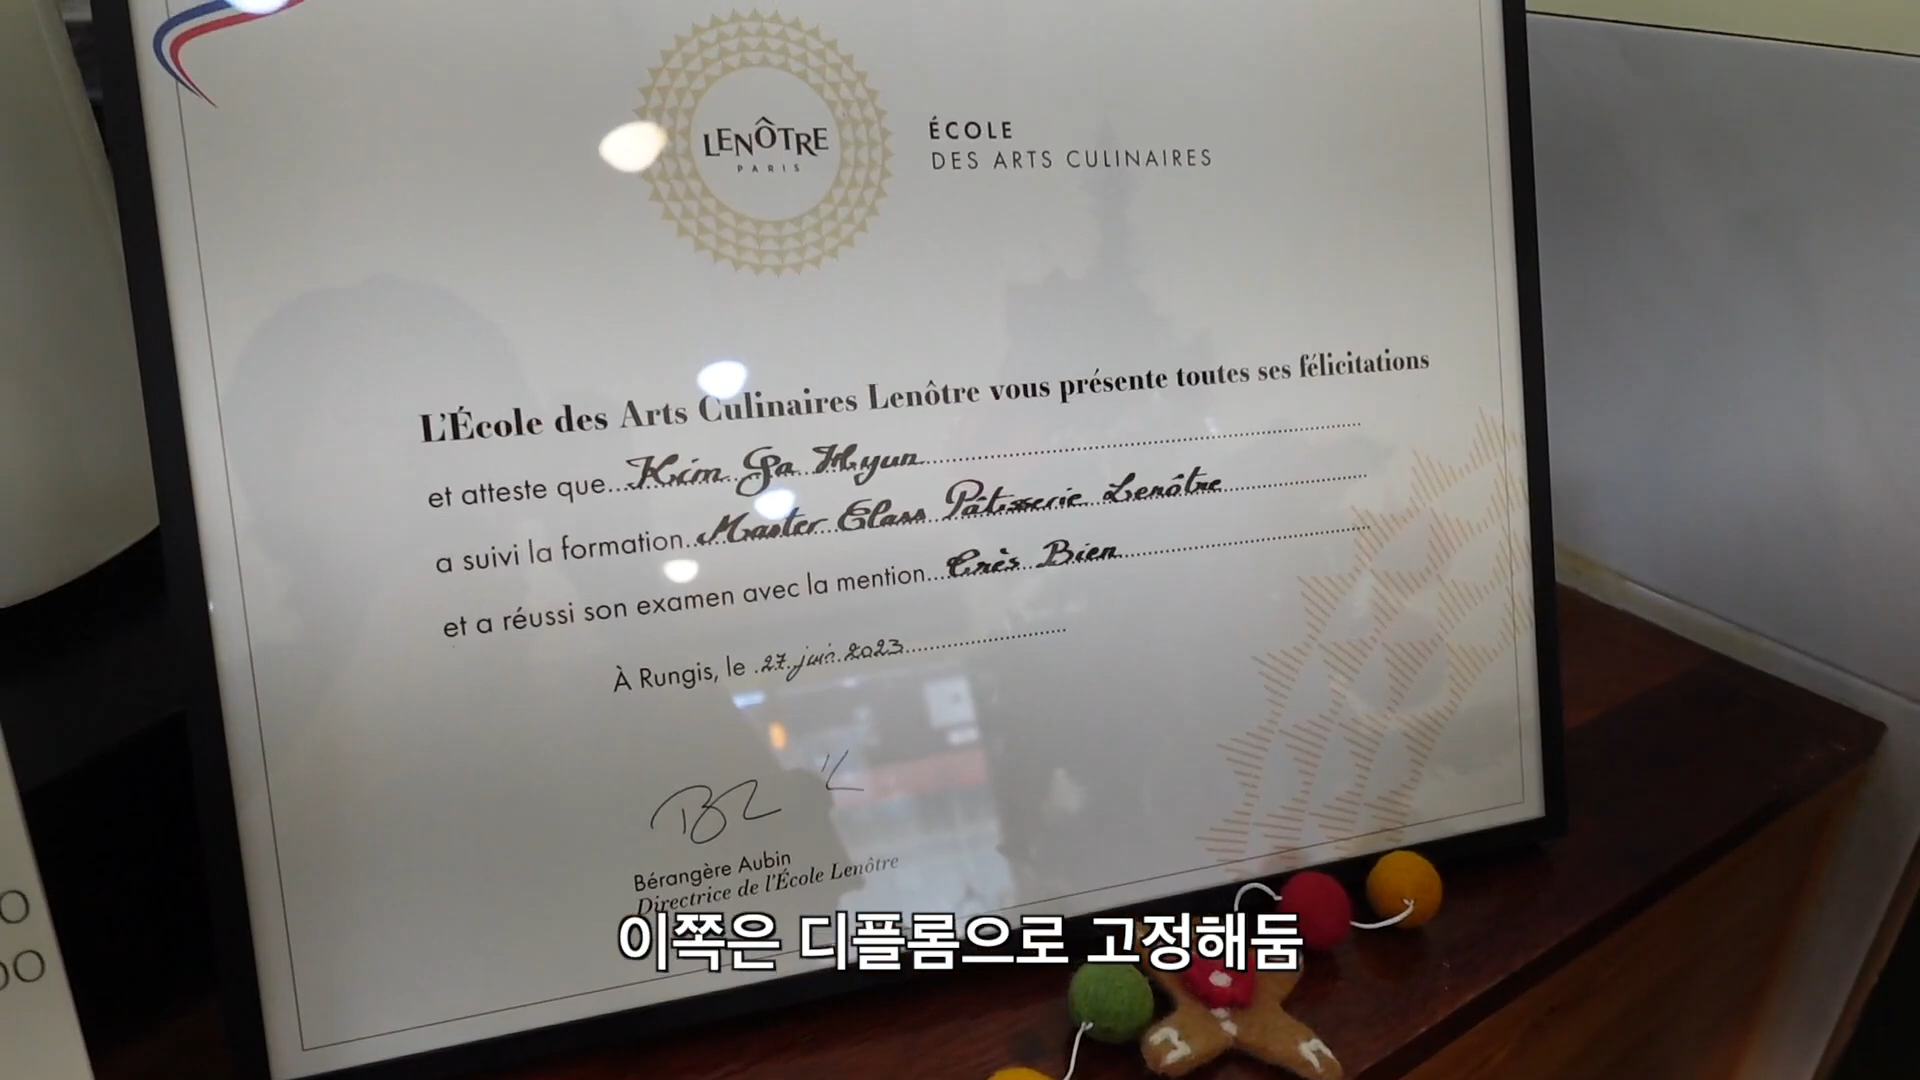 LENÔTRE
PARIS
ÉCOLE
DES ARTS CULINAIRES
L'École des Arts Culinaires Lenôtre vous présente toutes ses félicitations
et atteste que Kim Ga Hyun
a suivi la formation Master Class Pâtisserie Lenôtre
et a réussi son examen avec la mention Très Bien
À Rungis, le 27 juin 2023
Bérangère Aubin
Directrice de l'École Lenôtre
이쪽은 디플롬으로 고정해둠